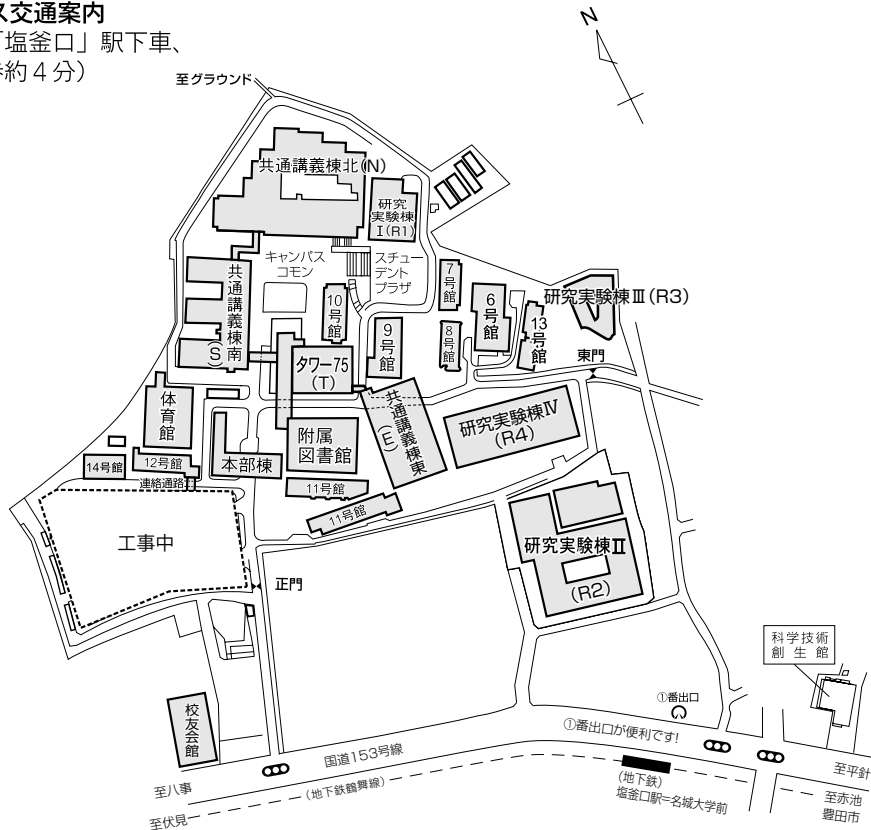 ス交通案内
「塩釜口」駅下車、
歩約４分）
N
至グラウンド
共通講義棟北(N)
研究
実験棟
Ⅰ(R1)
キャンパス
コモン
スチュー
デント
プラザ
共通講義棟南
(S)
10号館
7号館
6号館
研究実験棟Ⅲ(R3)
13号館
9号館
8号館
東門
タワー75
(T)
体育館
共通講義棟東
(E)
研究実験棟Ⅳ
(R4)
附属
図書館
本部棟
14号館
12号館
連絡通路
11号館
11号館
工事中
研究実験棟Ⅱ
(R2)
正門
科学技術
創生館
校友会館
①番出口
①番出口が便利です!
国道153号線
至八事
(地下鉄鶴舞線)
至伏見
(地下鉄)
塩釜口駅=名城大学前
至平針
至赤池
豊田市